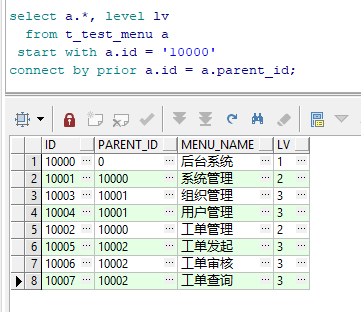 select a.*, level lv
from t_test_menu a
start with a.id = '10000'
connect by prior a.id = a.parent_id;
ID PARENT_ID MENU_NAME LV
1 10000 ··· 0 ··· 后台系统 ··· 1 ···
2 10001 ··· 10000 ··· 系统管理 ··· 2 ···
3 10003 ··· 10001 ··· 组织管理 ··· 3 ···
4 10004 ··· 10001 ··· 用户管理 ··· 3 ···
5 10002 ··· 10000 ··· 工单管理 ··· 2 ···
6 10005 ··· 10002 ··· 工单发起 ··· 3 ···
7 10006 ··· 10002 ··· 工单审核 ··· 3 ···
8 10007 ··· 10002 ··· 工单查询 ··· 3 ···